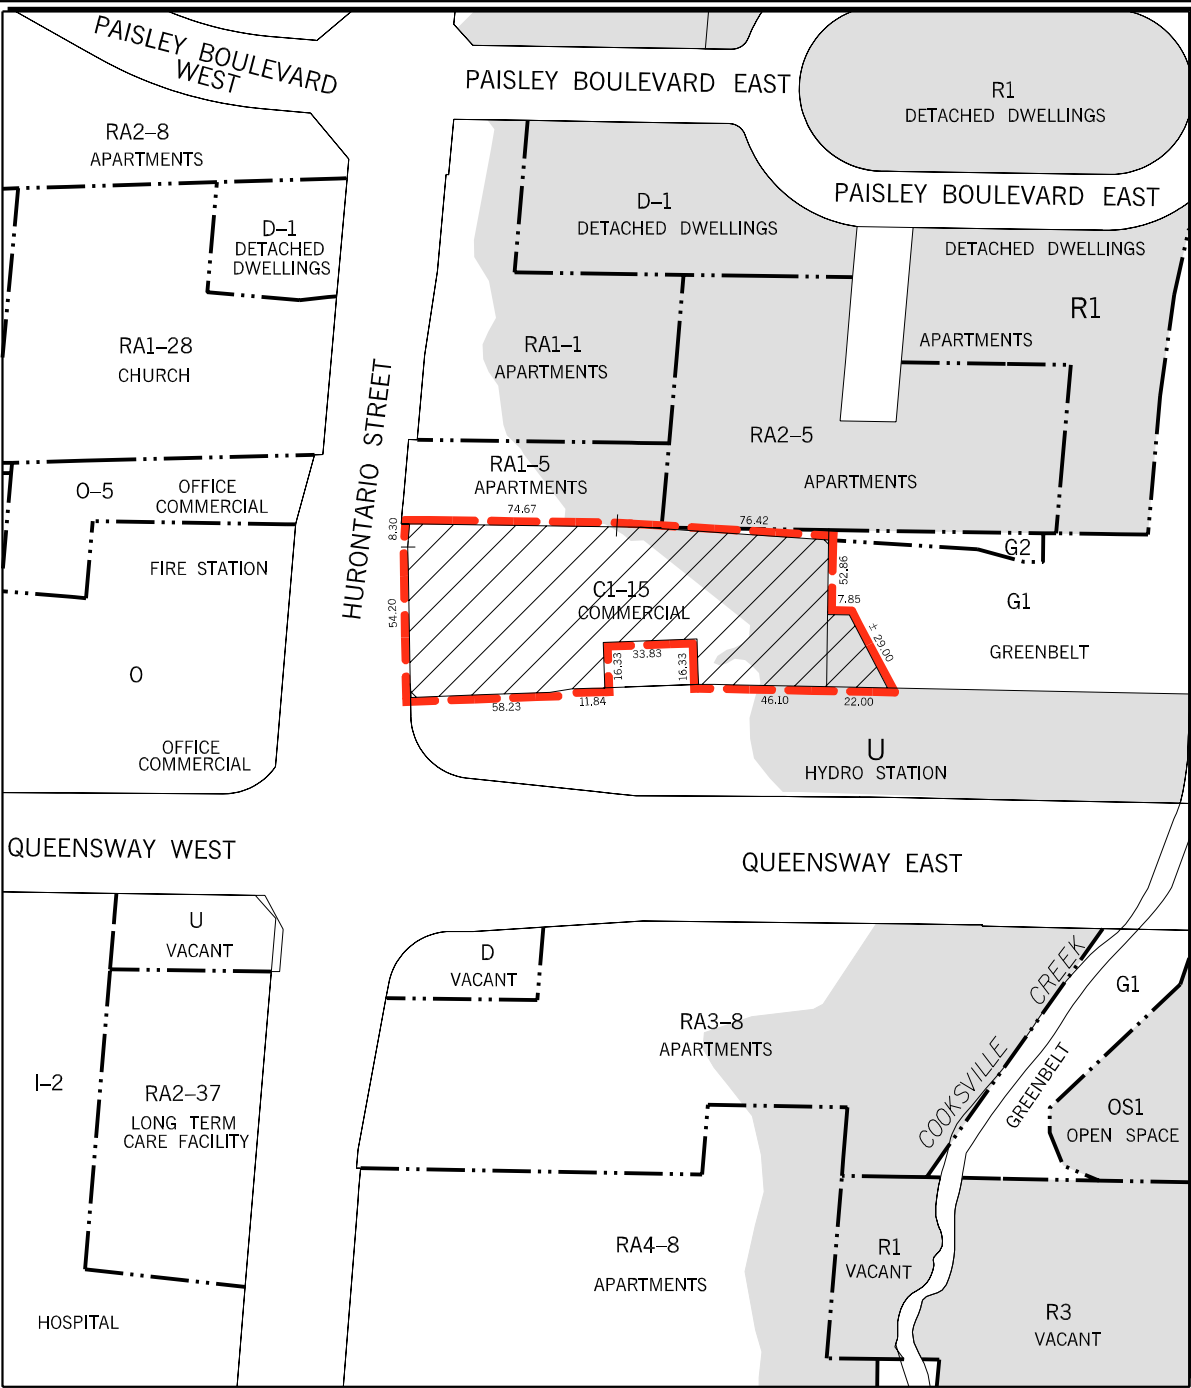 PAISLEY BOULEVARD
WEST
PAISLEY BOULEVARD EAST
R1
DETACHED DWELLINGS
RA2-8
APARTMENTS
PAISLEY BOULEVARD EAST
D-1
DETACHED
DWELLINGS
D-1
DETACHED DWELLINGS
DETACHED DWELLINGS
R1
RA1-28
CHURCH
RA1-1
APARTMENTS
APARTMENTS
HURONTARIO STREET
RA2-5
APARTMENTS
RA1-5
APARTMENTS
O-5
OFFICE
COMMERCIAL
74.67
76.42
8.30
FIRE STATION
C1-15
COMMERCIAL
52.86
7.85
± 29.00
G2
G1
GREENBELT
54.20
16.33
33.83
16.33
O
58.23
11.84
46.10
22.00
OFFICE
COMMERCIAL
U
HYDRO STATION
QUEENSWAY WEST
QUEENSWAY EAST
U
VACANT
D
VACANT
COOKSVILLE CREEK
G1
GREENBELT
RA3-8
APARTMENTS
I-2
RA2-37
LONG TERM
CARE FACILITY
OS1
OPEN SPACE
RA4-8
APARTMENTS
R1
VACANT
R3
VACANT
HOSPITAL